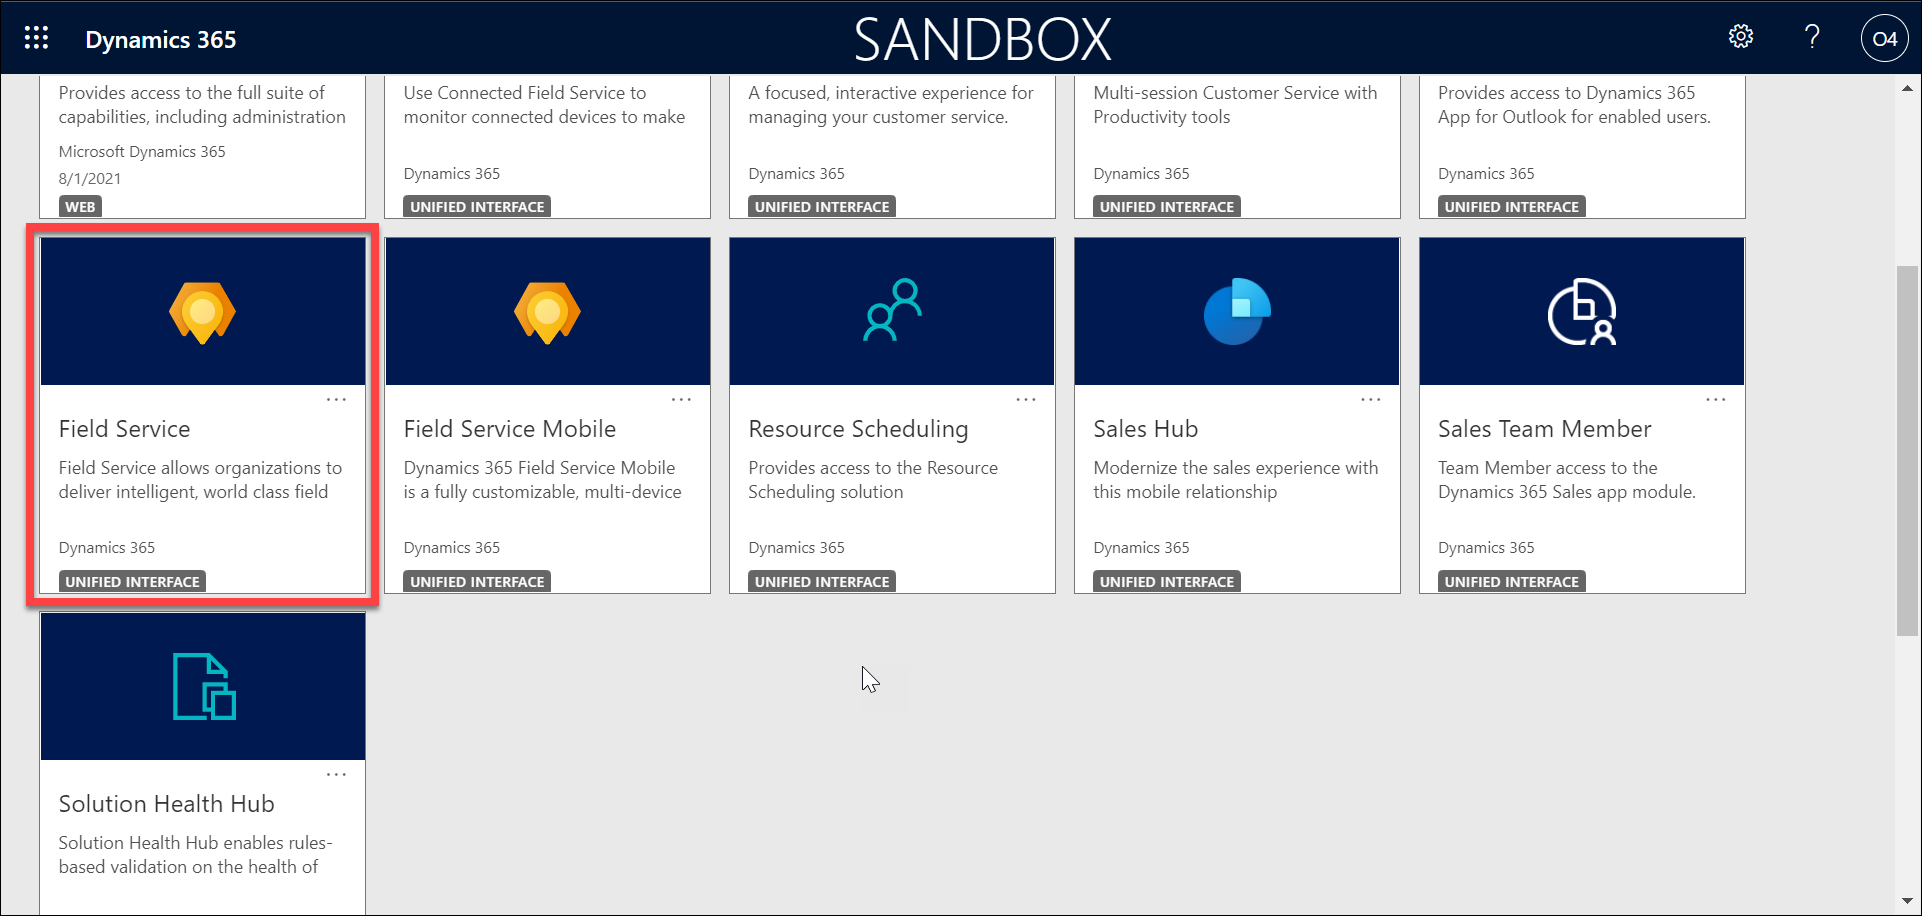 Dynamics 365
SANDBOX
?
O4
Provides access to the full suite of
capabilities, including administration
Microsoft Dynamics 365
8/1/2021
WEB
Use Connected Field Service to
monitor connected devices to make
Dynamics 365
UNIFIED INTERFACE
A focused, interactive experience for
managing your customer service.
Dynamics 365
UNIFIED INTERFACE
Multi-session Customer Service with
Productivity tools
Dynamics 365
UNIFIED INTERFACE
Provides access to Dynamics 365
App for Outlook for enabled users.
Dynamics 365
UNIFIED INTERFACE
...
Field Service
Field Service allows organizations to
deliver intelligent, world class field
Dynamics 365
UNIFIED INTERFACE
...
Field Service Mobile
Dynamics 365 Field Service Mobile
is a fully customizable, multi-device
Dynamics 365
UNIFIED INTERFACE
...
Resource Scheduling
Provides access to the Resource
Scheduling solution
Dynamics 365
UNIFIED INTERFACE
...
Sales Hub
Modernize the sales experience with
this mobile relationship
Dynamics 365
UNIFIED INTERFACE
...
Sales Team Member
Team Member access to the
Dynamics 365 Sales app module.
Dynamics 365
UNIFIED INTERFACE
...
Solution Health Hub
Solution Health Hub enables rules-
based validation on the health of